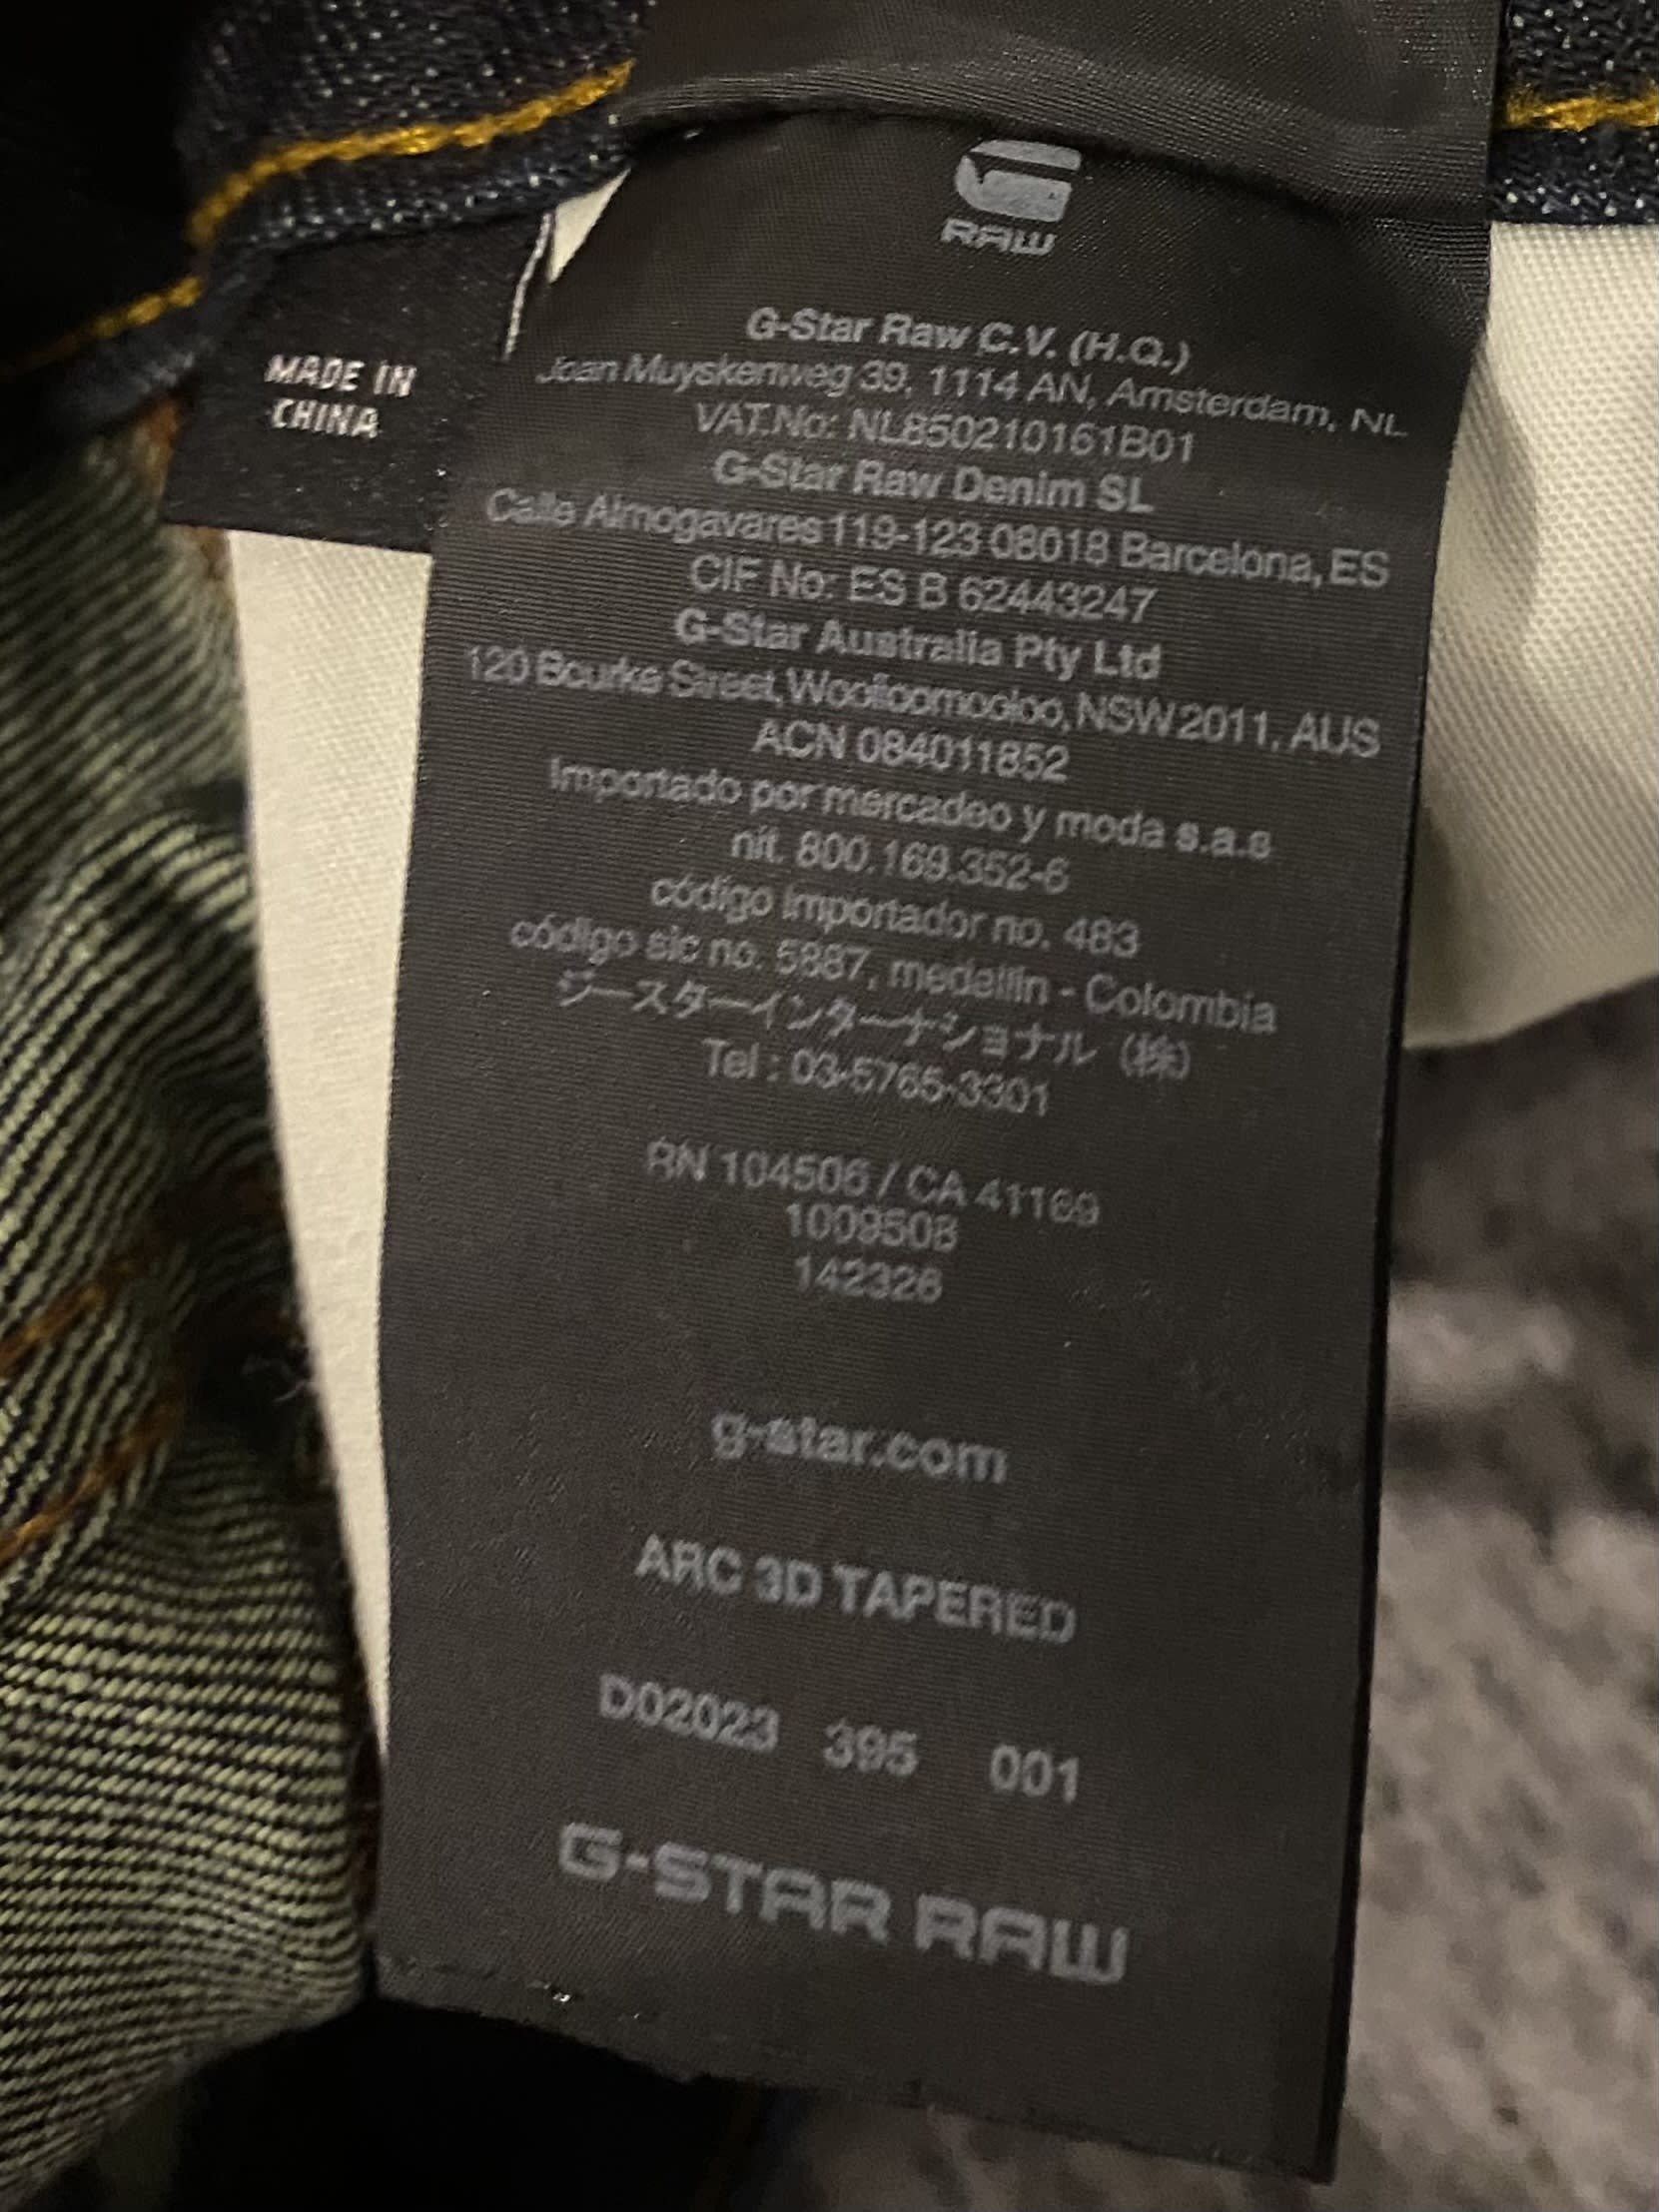 RAW
MADE IN
CHINA
G-Star Raw C.V. (H.Q.)
Joan Muyskenweg 39, 1114 AN, Amsterdam, NL
VAT.No: NL850210161B01
G-Star Raw Denim SL
Calle Almogavares 119-123 08018 Barcelona, ES
CIF No: ES B 62443247
G-Star Australia Pty Ltd
120 Bourke Street, Woolloomooloo, NSW 2011, AUS
ACN 084011852
Importado por mercadeo y moda s.a.s
nit. 800.169.352-6
código importador no. 483
código sic no. 5887, medellin - Colombia
ジースターインターナショナル (株)
Tel : 03-5765-3301
RN 104506 / CA 41169
1009508
142326
g-star.com
ARC 3D TAPERED
D02023 395 001
G-STAR RAW